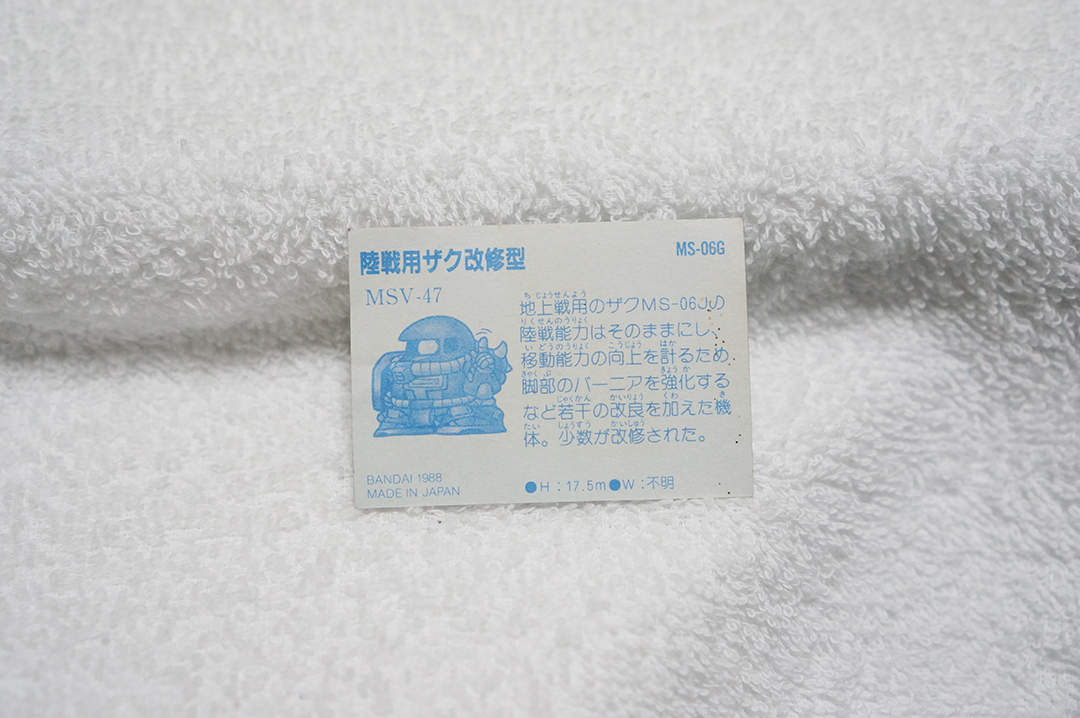 陸戦用ザク改修型
MS-06G
MSV-47
地上戦用のザクMS-06Jの
陸戦能力はそのままにし、
移動能力の向上を計るため
脚部のバーニアを強化する
など若干の改良を加えた機
体。少数が改修された。
BANDAI 1988
MADE IN JAPAN
●H:17.5m●W:不明